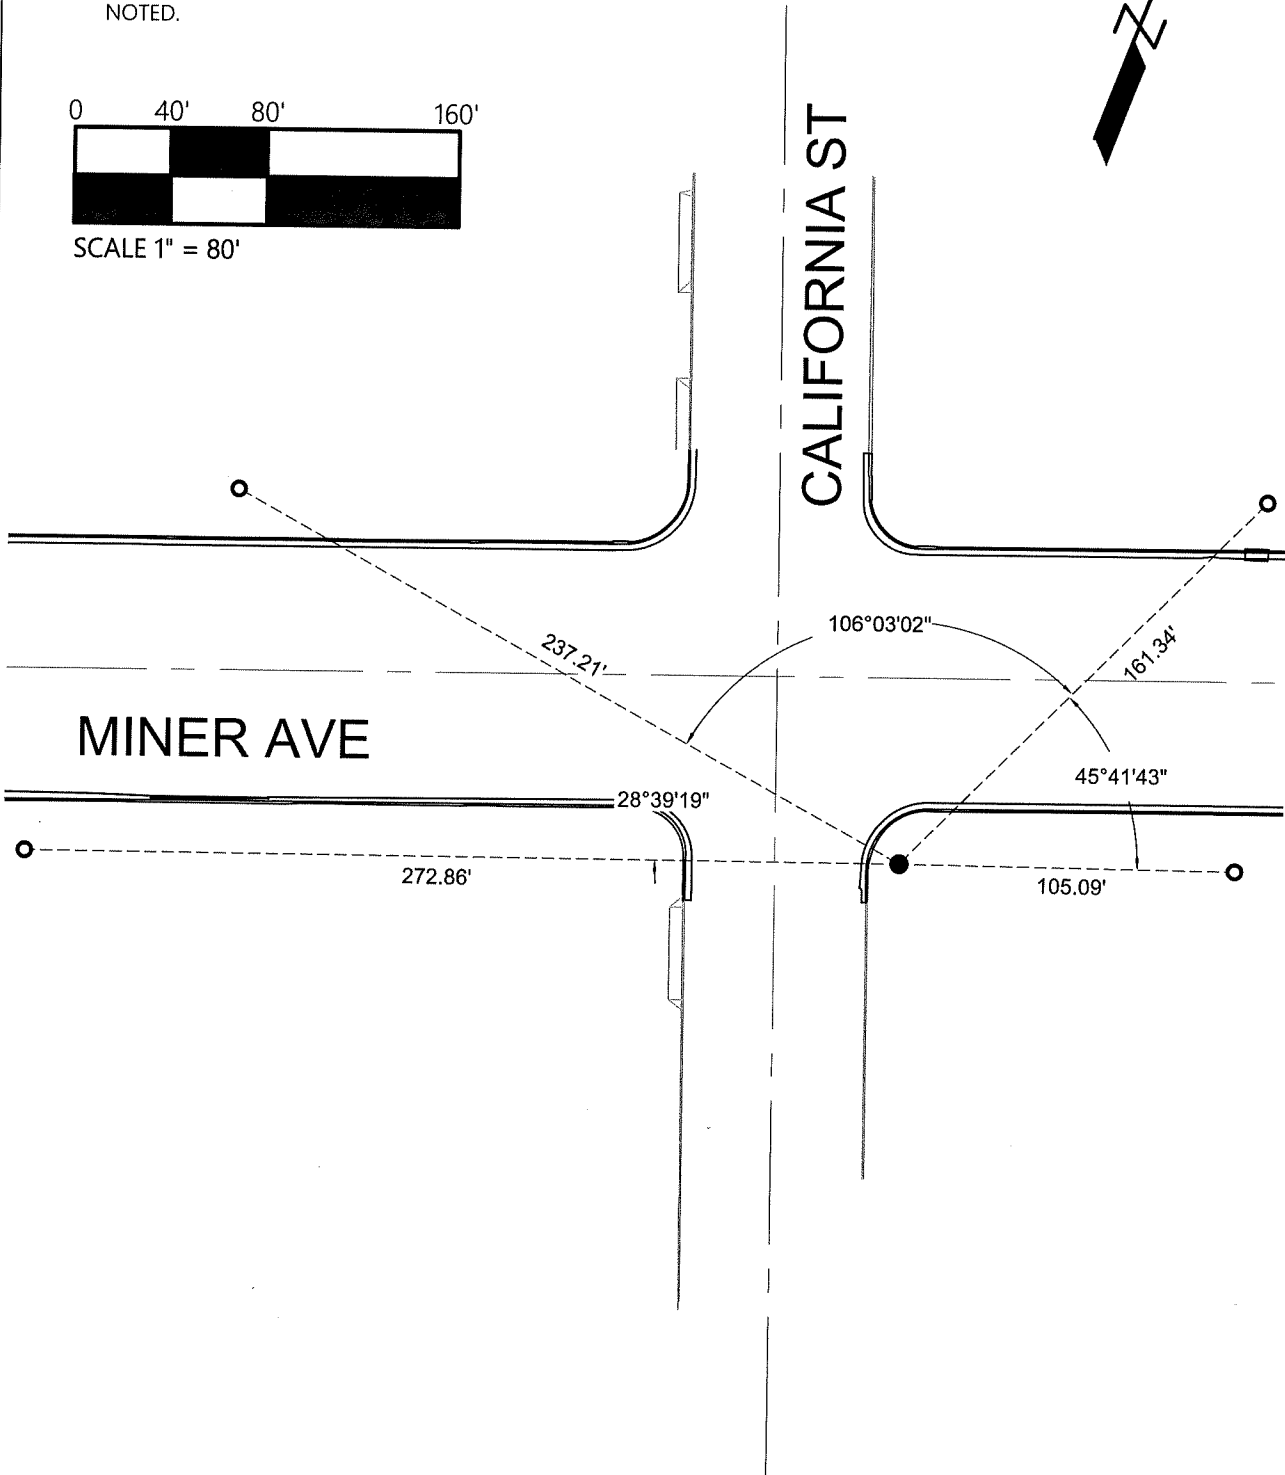 NOTED.
N
0 40' 80' 160'
SCALE 1" = 80'
CALIFORNIA ST
106°03'02"
237.21'
161.34'
MINER AVE
45°41'43"
28°39'19"
272.86'
105.09'